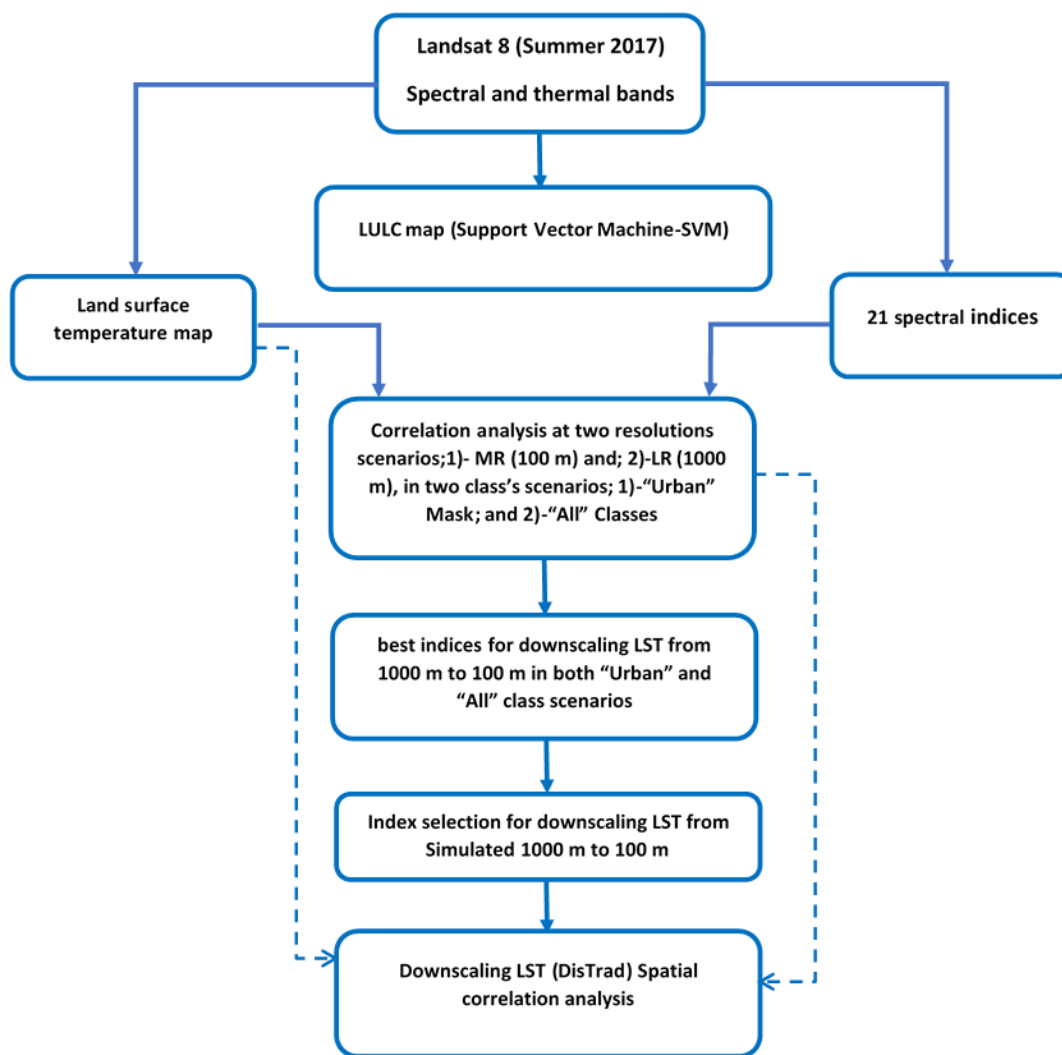 Landsat 8 (Summer 2017)
Spectral and thermal bands
LULC map (Support Vector Machine-SVM)
Land surface
temperature map
21 spectral indices
Correlation analysis at two resolutions
scenarios;1)- MR (100 m) and; 2)-LR (1000
m), in two class’s scenarios; 1)-“Urban”
Mask; and 2)-“All” Classes
best indices for downscaling LST from
1000 m to 100 m in both “Urban” and
“All” class scenarios
Index selection for downscaling LST from
Simulated 1000 m to 100 m
Downscaling LST (DisTrad) Spatial
correlation analysis